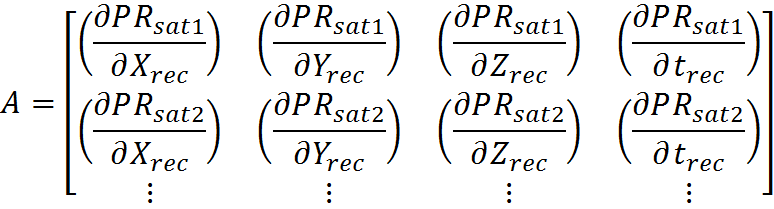 A = [ (∂PR_sat1/∂X_rec) (∂PR_sat1/∂Y_rec) (∂PR_sat1/∂Z_rec) (∂PR_sat1/∂t_rec)
(∂PR_sat2/∂X_rec) (∂PR_sat2/∂Y_rec) (∂PR_sat2/∂Z_rec) (∂PR_sat2/∂t_rec)
⋮ ⋮ ⋮ ⋮ ]